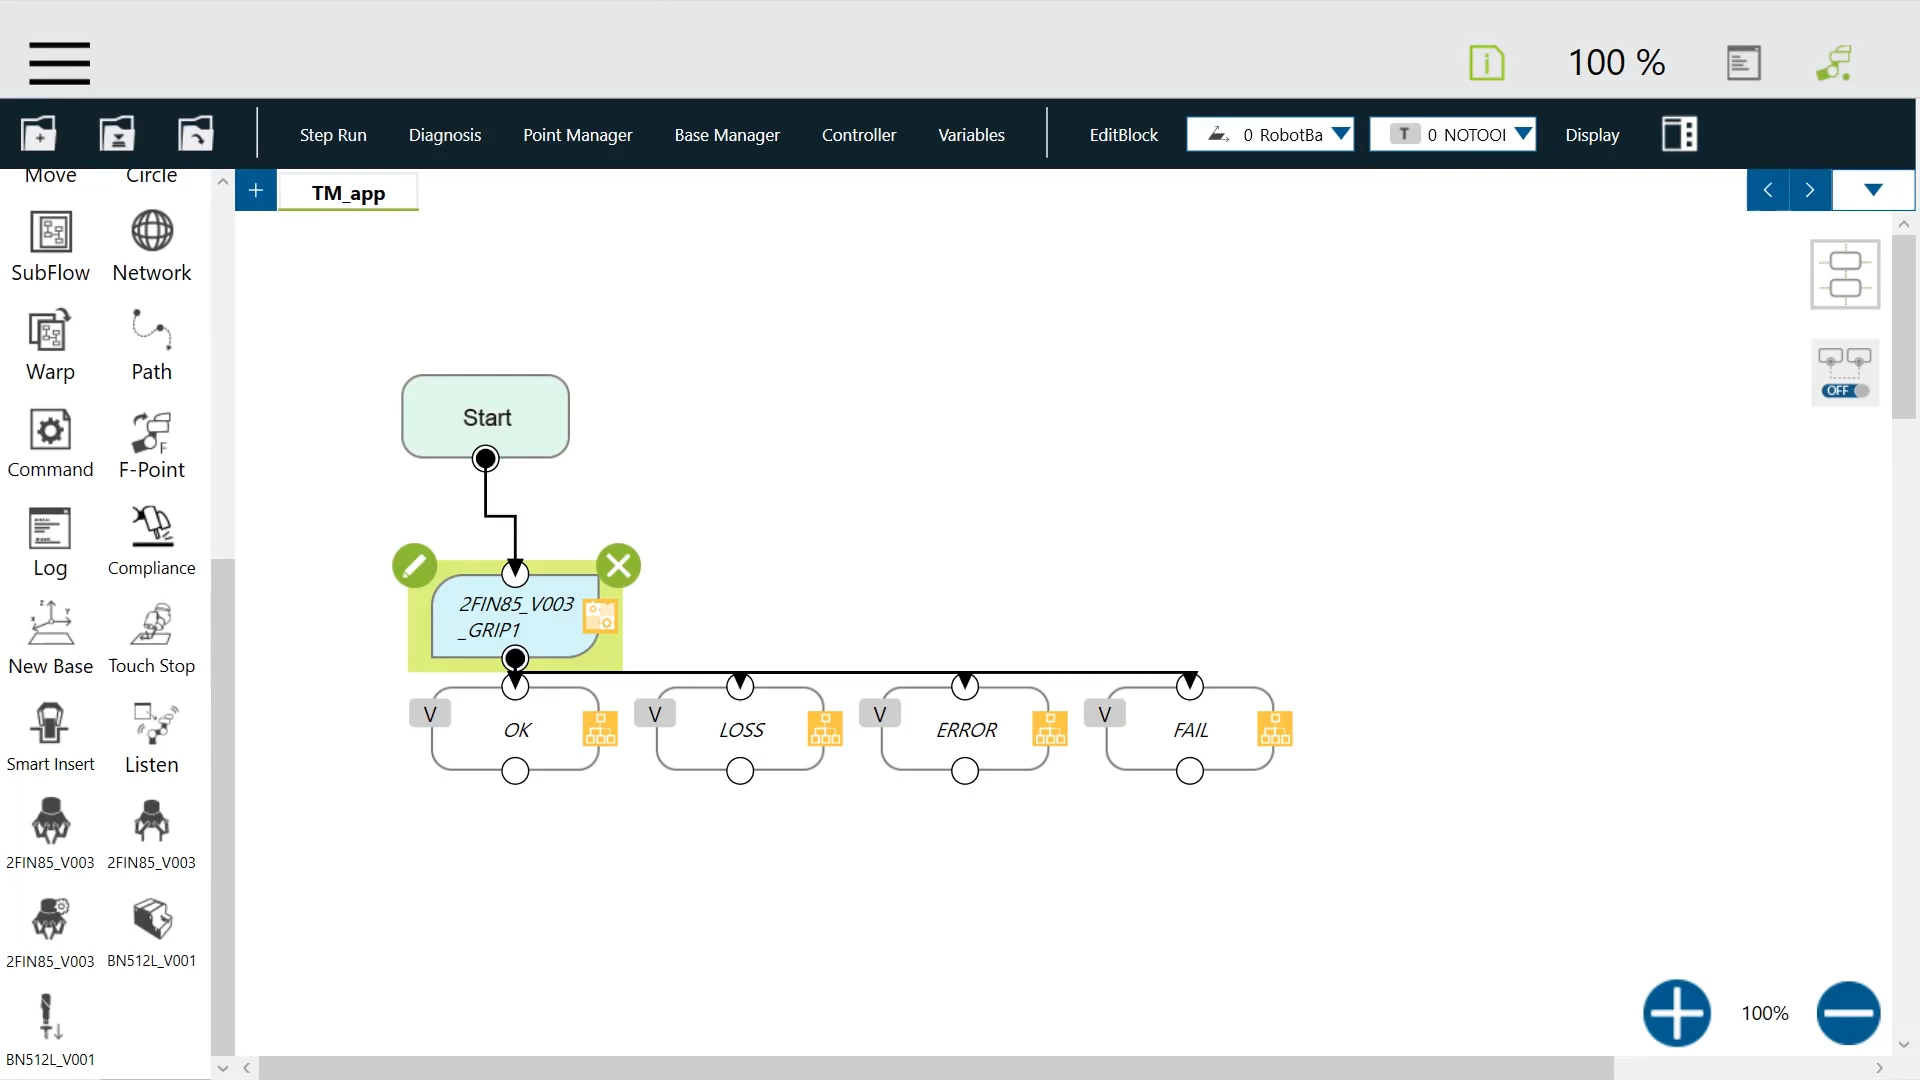 100 %
Step Run
Diagnosis
Point Manager
Base Manager
Controller
Variables
EditBlock
0 RobotBa
T
0 NOTOOl
Display
Move
Circle
TM_app
SubFlow
Network
Warp
Path
OFF
Start
Command
F-Point
Log
Compliance
2FIN85_V003
_GRIP1
New Base
Touch Stop
V
OK
V
LOSS
V
ERROR
V
FAIL
Smart Insert
Listen
2FIN85_V003
2FIN85_V003
2FIN85_V003
BN512L_V001
100%
BN512L_V001